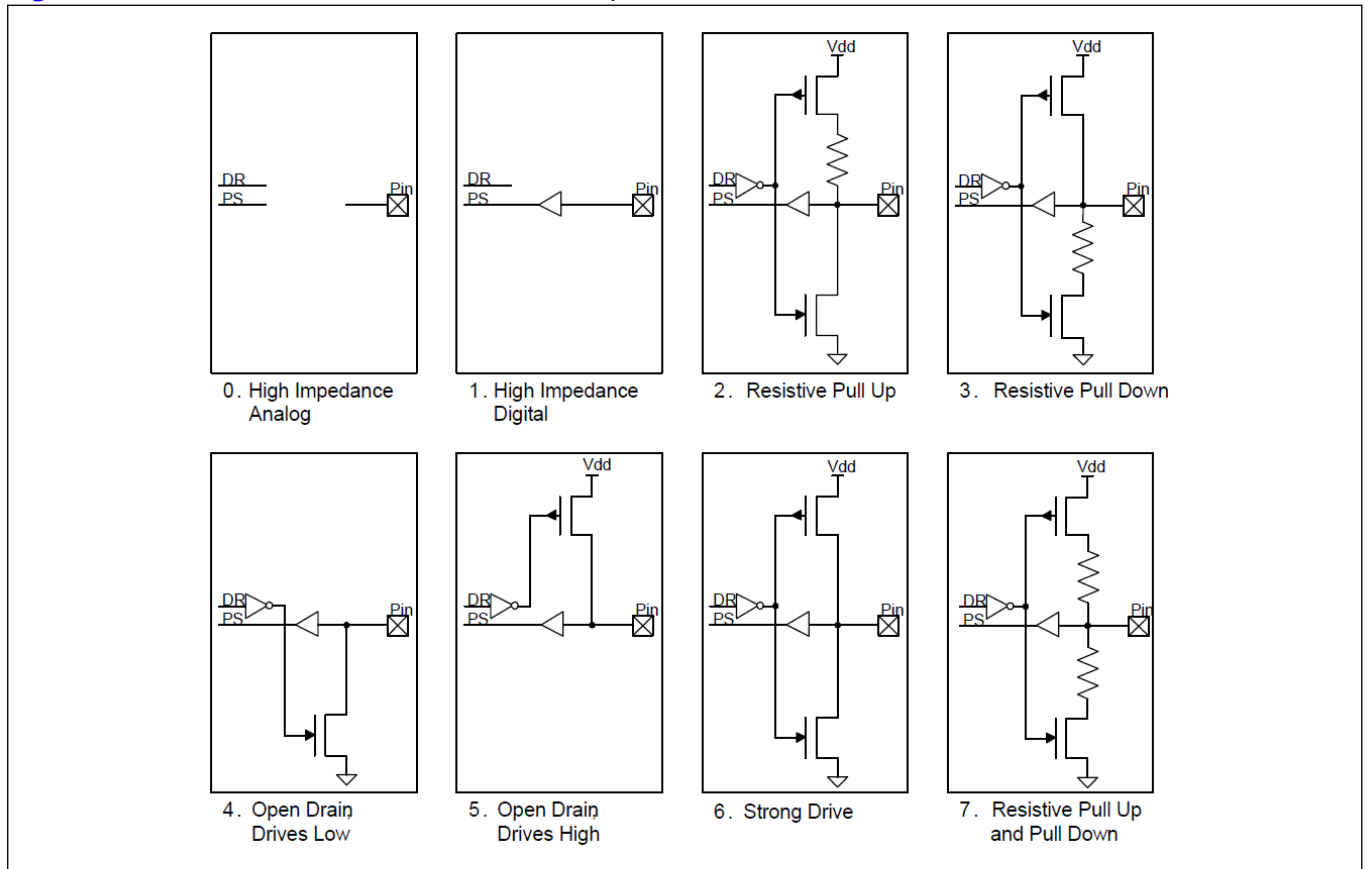 Vdd
Vdd
DR
PS
Pin
DR
PS
Pin
DR
PS
Pin
DR
PS
Pin
0. High Impedance
Analog
1. High Impedance
Digital
2. Resistive Pull Up
3. Resistive Pull Down
Vdd
Vdd
Vdd
DR
PS
Pin
DR
PS
Pin
DR
PS
Pin
DR
PS
Pin
4. Open Drain,
Drives Low
5. Open Drain,
Drives High
6. Strong Drive
7. Resistive Pull Up
and Pull Down